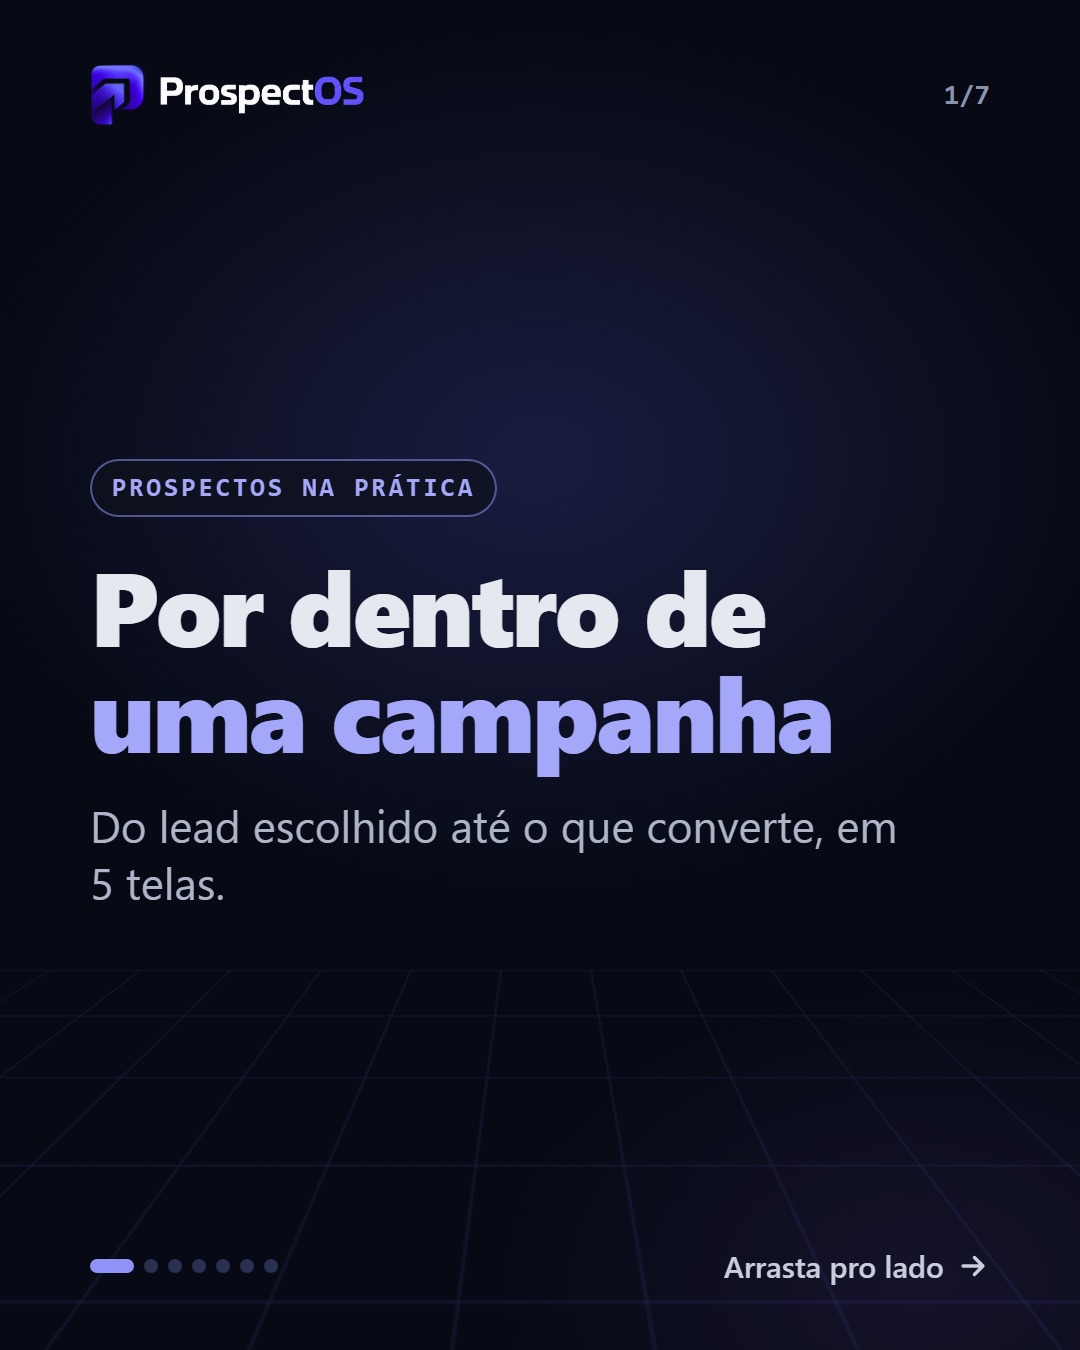 ProspectOS
1/7
PROSPECTOS NA PRÁTICA
Por dentro de
uma campanha
Do lead escolhido até o que converte, em
5 telas.
Arrasta pro lado →